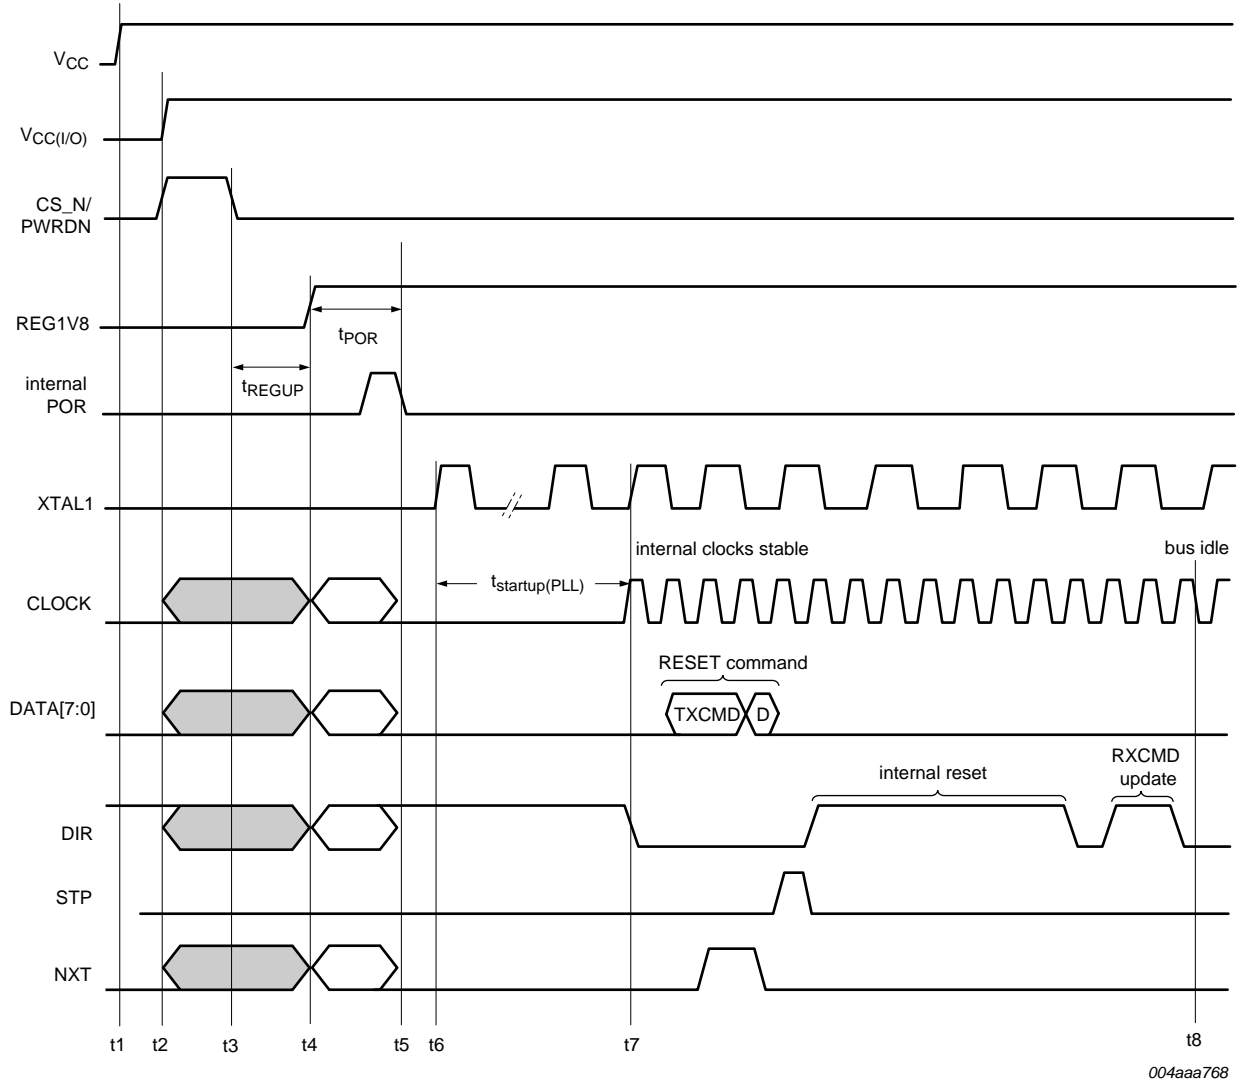 VCC
VCC(I/O)
CS_N/
PWRDN
REG1V8
tPOR
internal
POR
tREGUP
XTAL1
internal clocks stable
bus idle
tstartup(PLL)
CLOCK
RESET command
DATA[7:0]
TXCMD
D
RXCMD
update
internal reset
DIR
STP
NXT
t1 t2 t3 t4 t5 t6 t7 t8
004aaa768